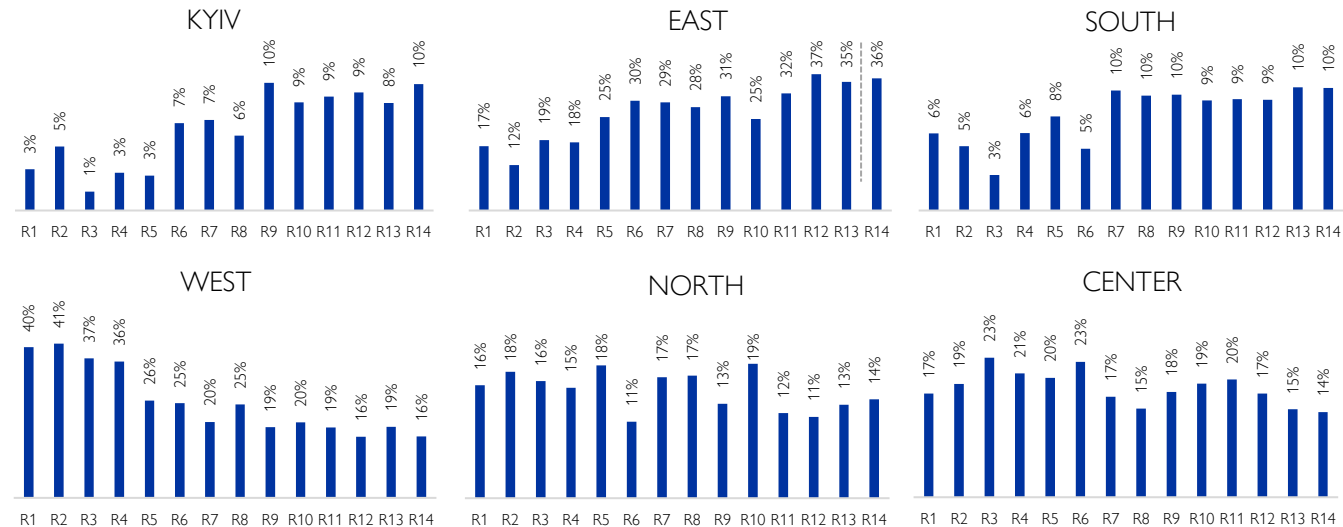 KYIV
3% 5% 1% 3% 3% 7% 7% 6% 10% 9% 9% 9% 8% 10%
R1 R2 R3 R4 R5 R6 R7 R8 R9 R10 R11 R12 R13 R14
EAST
17% 12% 19% 18% 25% 30% 29% 28% 31% 25% 32% 37% 35% 36%
R1 R2 R3 R4 R5 R6 R7 R8 R9 R10 R11 R12 R13 R14
SOUTH
6% 5% 3% 6% 8% 5% 10% 10% 10% 9% 9% 9% 10% 10%
R1 R2 R3 R4 R5 R6 R7 R8 R9 R10 R11 R12 R13 R14
WEST
40% 41% 37% 36% 26% 25% 20% 25% 19% 20% 19% 16% 19% 16%
R1 R2 R3 R4 R5 R6 R7 R8 R9 R10 R11 R12 R13 R14
NORTH
16% 18% 16% 15% 18% 11% 17% 17% 13% 19% 12% 11% 13% 14%
R1 R2 R3 R4 R5 R6 R7 R8 R9 R10 R11 R12 R13 R14
CENTER
17% 19% 23% 21% 20% 23% 17% 15% 18% 19% 20% 17% 15% 14%
R1 R2 R3 R4 R5 R6 R7 R8 R9 R10 R11 R12 R13 R14